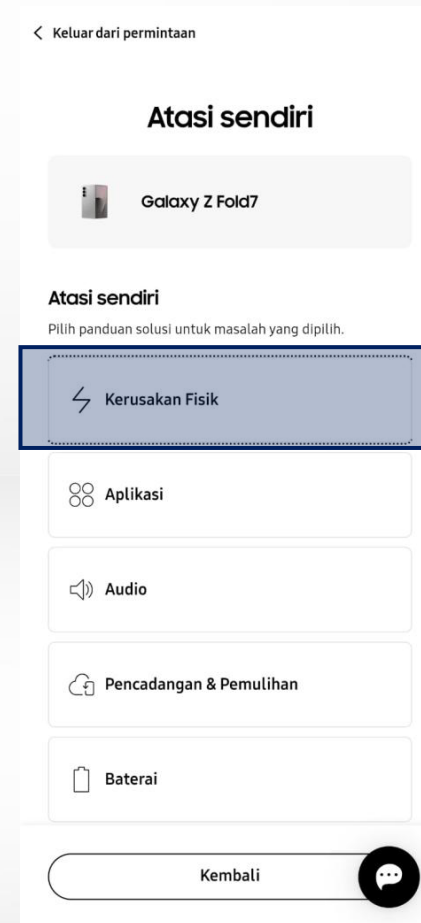 Keluar dari permintaan
Atasi sendiri
Galaxy Z Fold7
Atasi sendiri
Pilih panduan solusi untuk masalah yang dipilih.
Kerusakan Fisik
Aplikasi
Audio
Pencadangan & Pemulihan
Baterai
Kembali